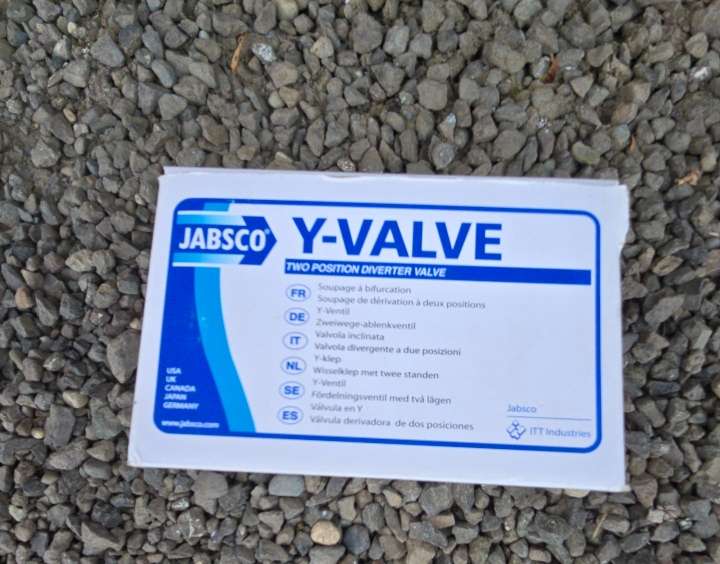 JABSCO®
Y-VALVE
TWO POSITION DIVERTER VALVE
FR Soupage à bifurcation
Soupage de dérivation à deux positions
DE Y-Ventil
Zweiwege-ablenkventil
IT Valvola inclinata
Valvola divergente a due posizioni
NL Y-klep
Wisselklep met twee standen
SE Y-Ventil
Fördelningsventil med två lägen
ES Válvula en Y
Válvula derivadora de dos posiciones
USA
UK
CANADA
JAPAN
GERMANY
www.jabsco.com
Jabsco
ITT Industries